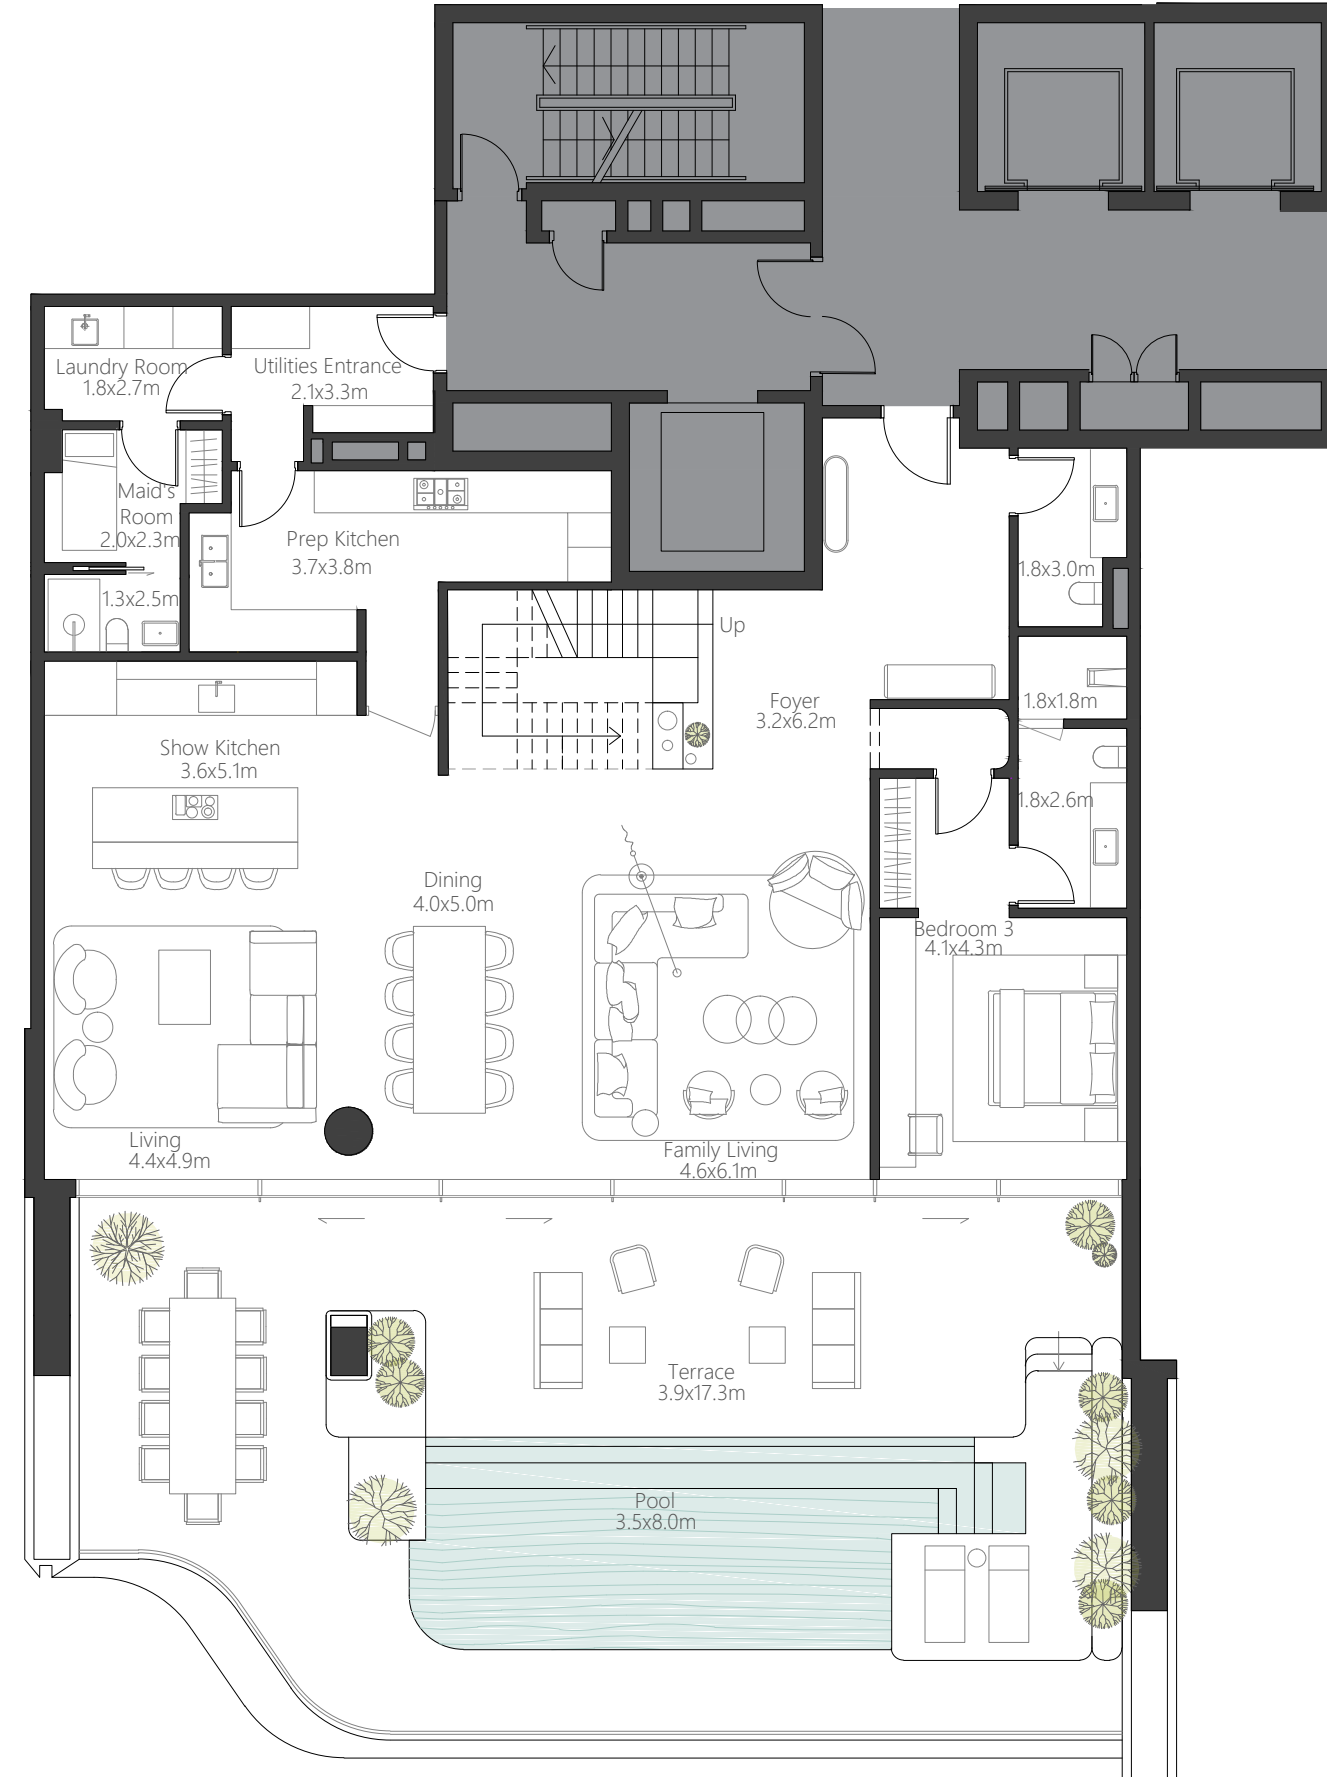 Laundry Room
1.8x2.7m
Utilities Entrance
2.1x3.3m
Maid's
Room
2.0x2.3m
Prep Kitchen
3.7x3.8m
1.3x2.5m
1.8x3.0m
Up
Foyer
3.2x6.2m
1.8x1.8m
Show Kitchen
3.6x5.1m
1.8x2.6m
Dining
4.0x5.0m
Bedroom 3
4.1x4.3m
Living
4.4x4.9m
Family Living
4.6x6.1m
Terrace
3.9x17.3m
Pool
3.5x8.0m